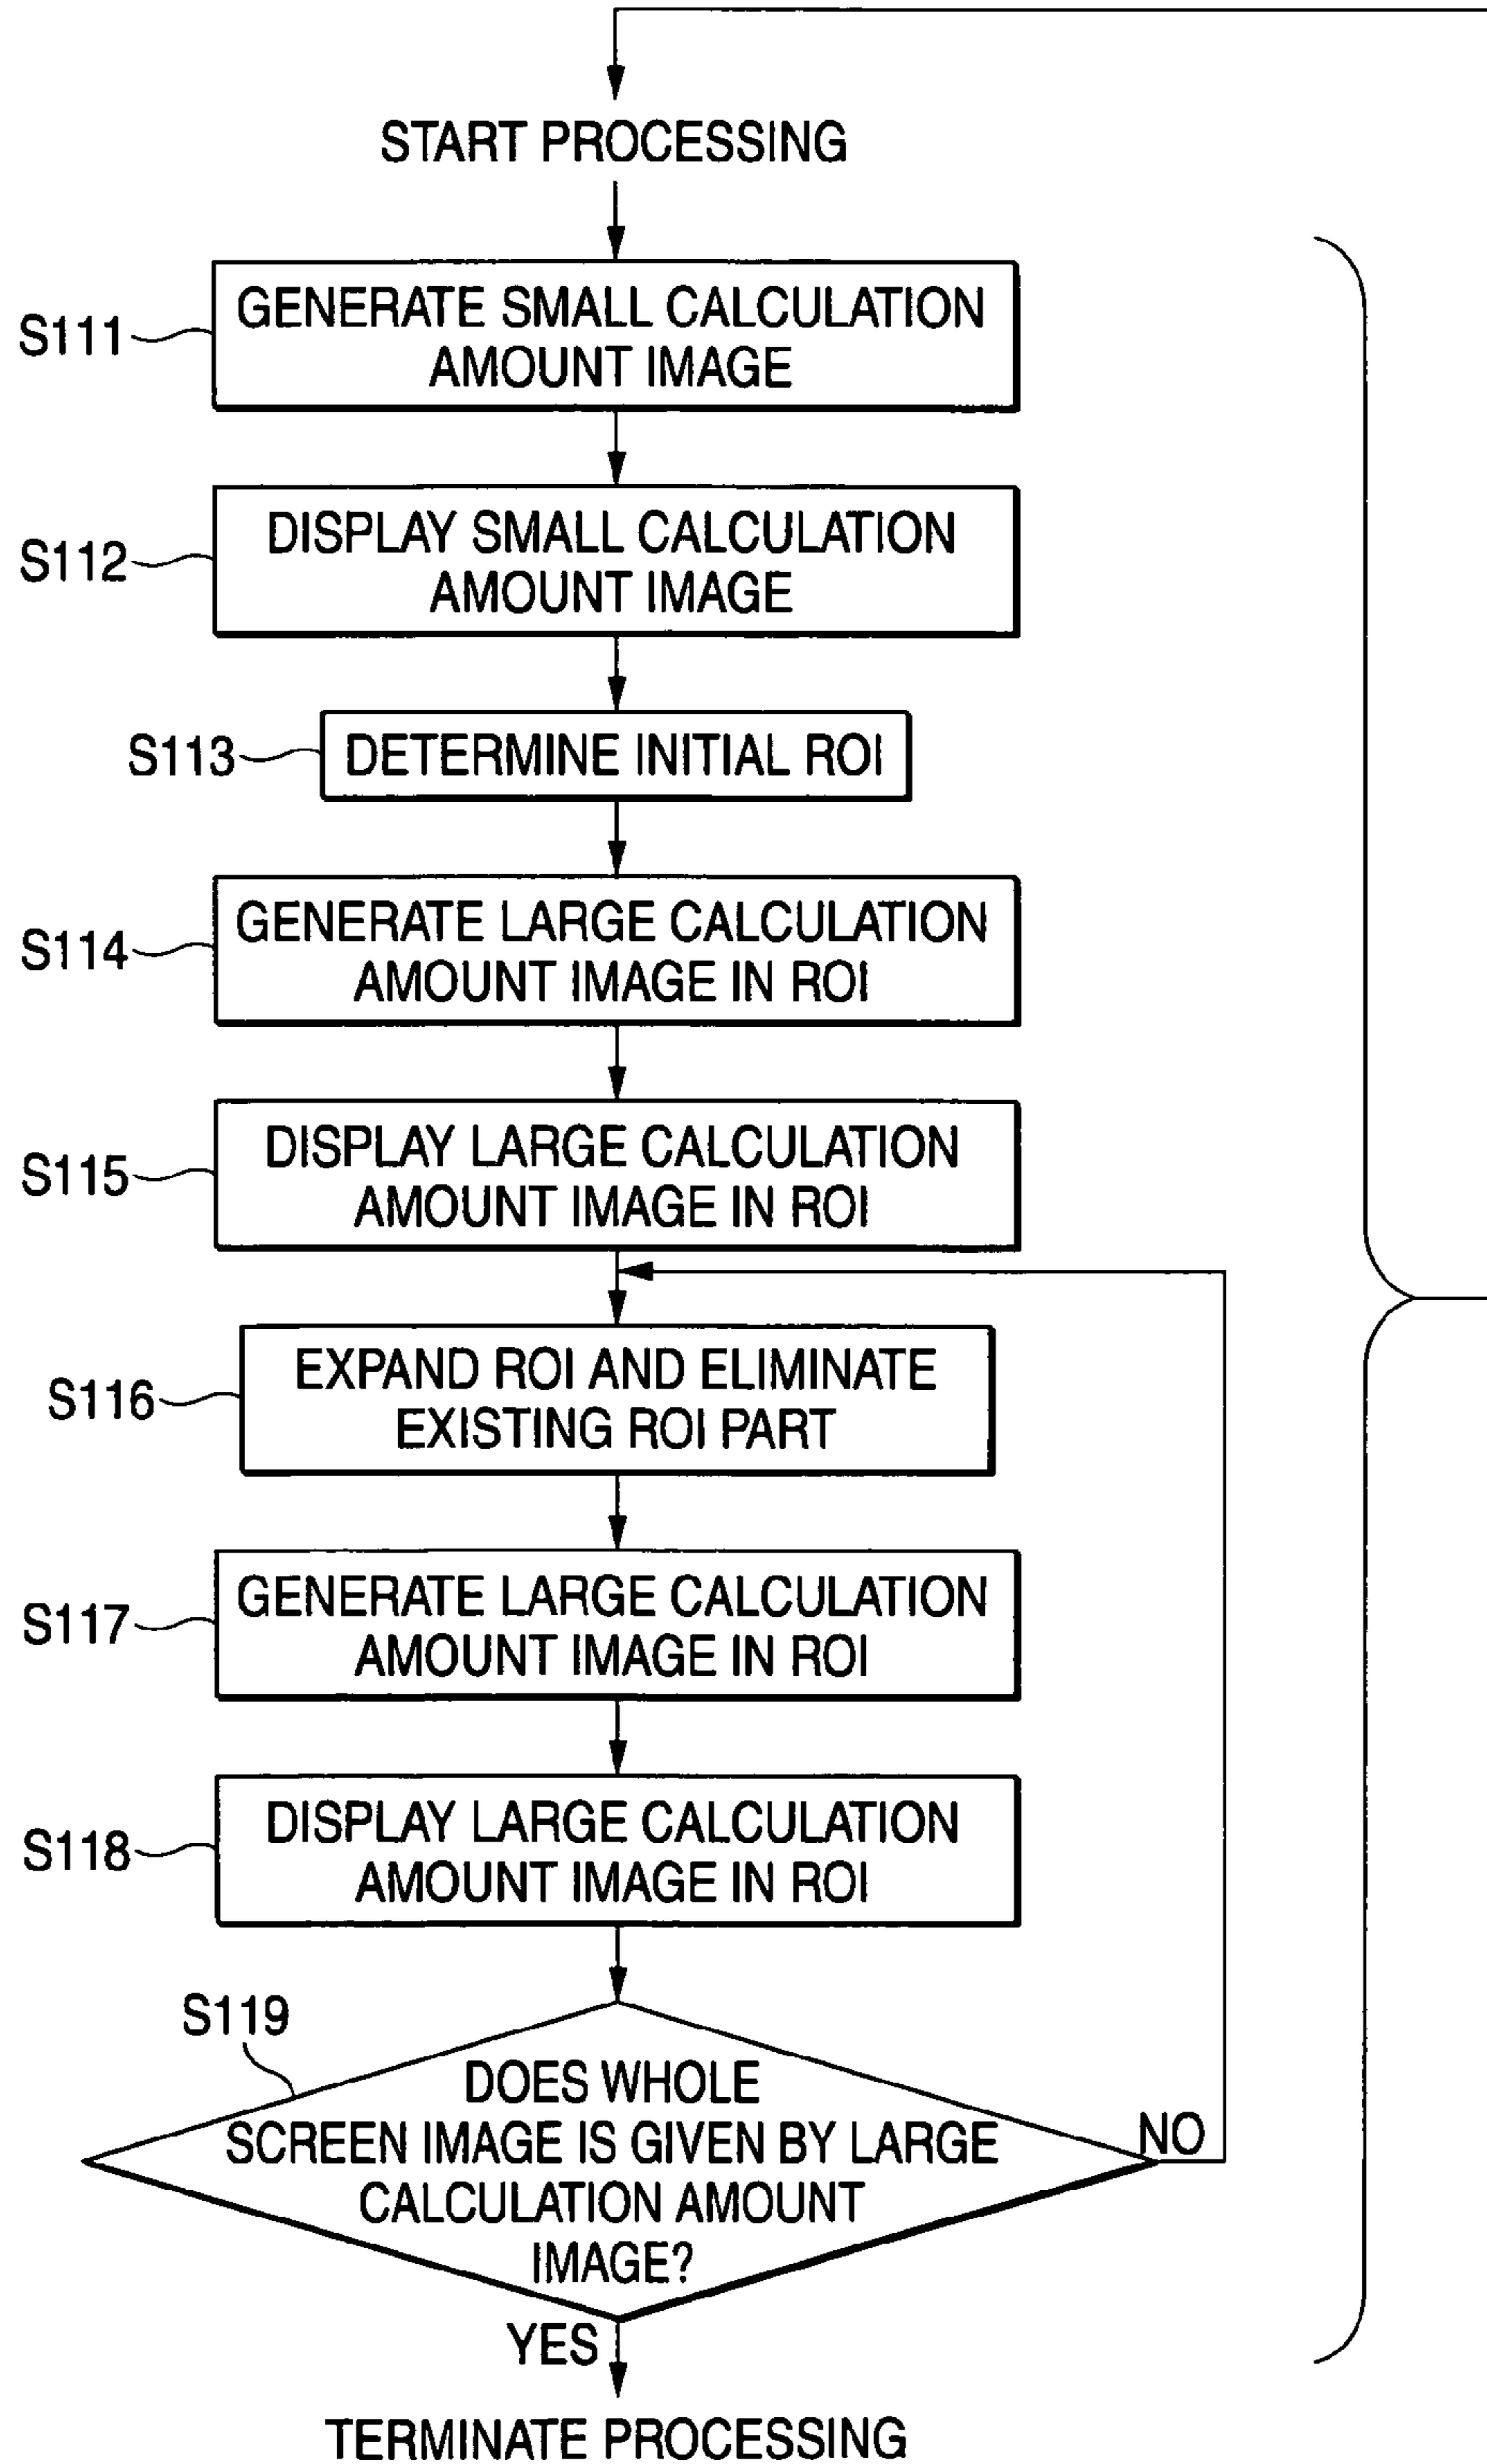 START PROCESSING
S111
GENERATE SMALL CALCULATION
AMOUNT IMAGE
S112
DISPLAY SMALL CALCULATION
AMOUNT IMAGE
S113
DETERMINE INITIAL ROI
S114
GENERATE LARGE CALCULATION
AMOUNT IMAGE IN ROI
S115
DISPLAY LARGE CALCULATION
AMOUNT IMAGE IN ROI
S116
EXPAND ROI AND ELIMINATE
EXISTING ROI PART
S117
GENERATE LARGE CALCULATION
AMOUNT IMAGE IN ROI
S118
DISPLAY LARGE CALCULATION
AMOUNT IMAGE IN ROI
S119
DOES WHOLE
SCREEN IMAGE IS GIVEN BY LARGE
CALCULATION AMOUNT
IMAGE?
NO
YES
TERMINATE PROCESSING